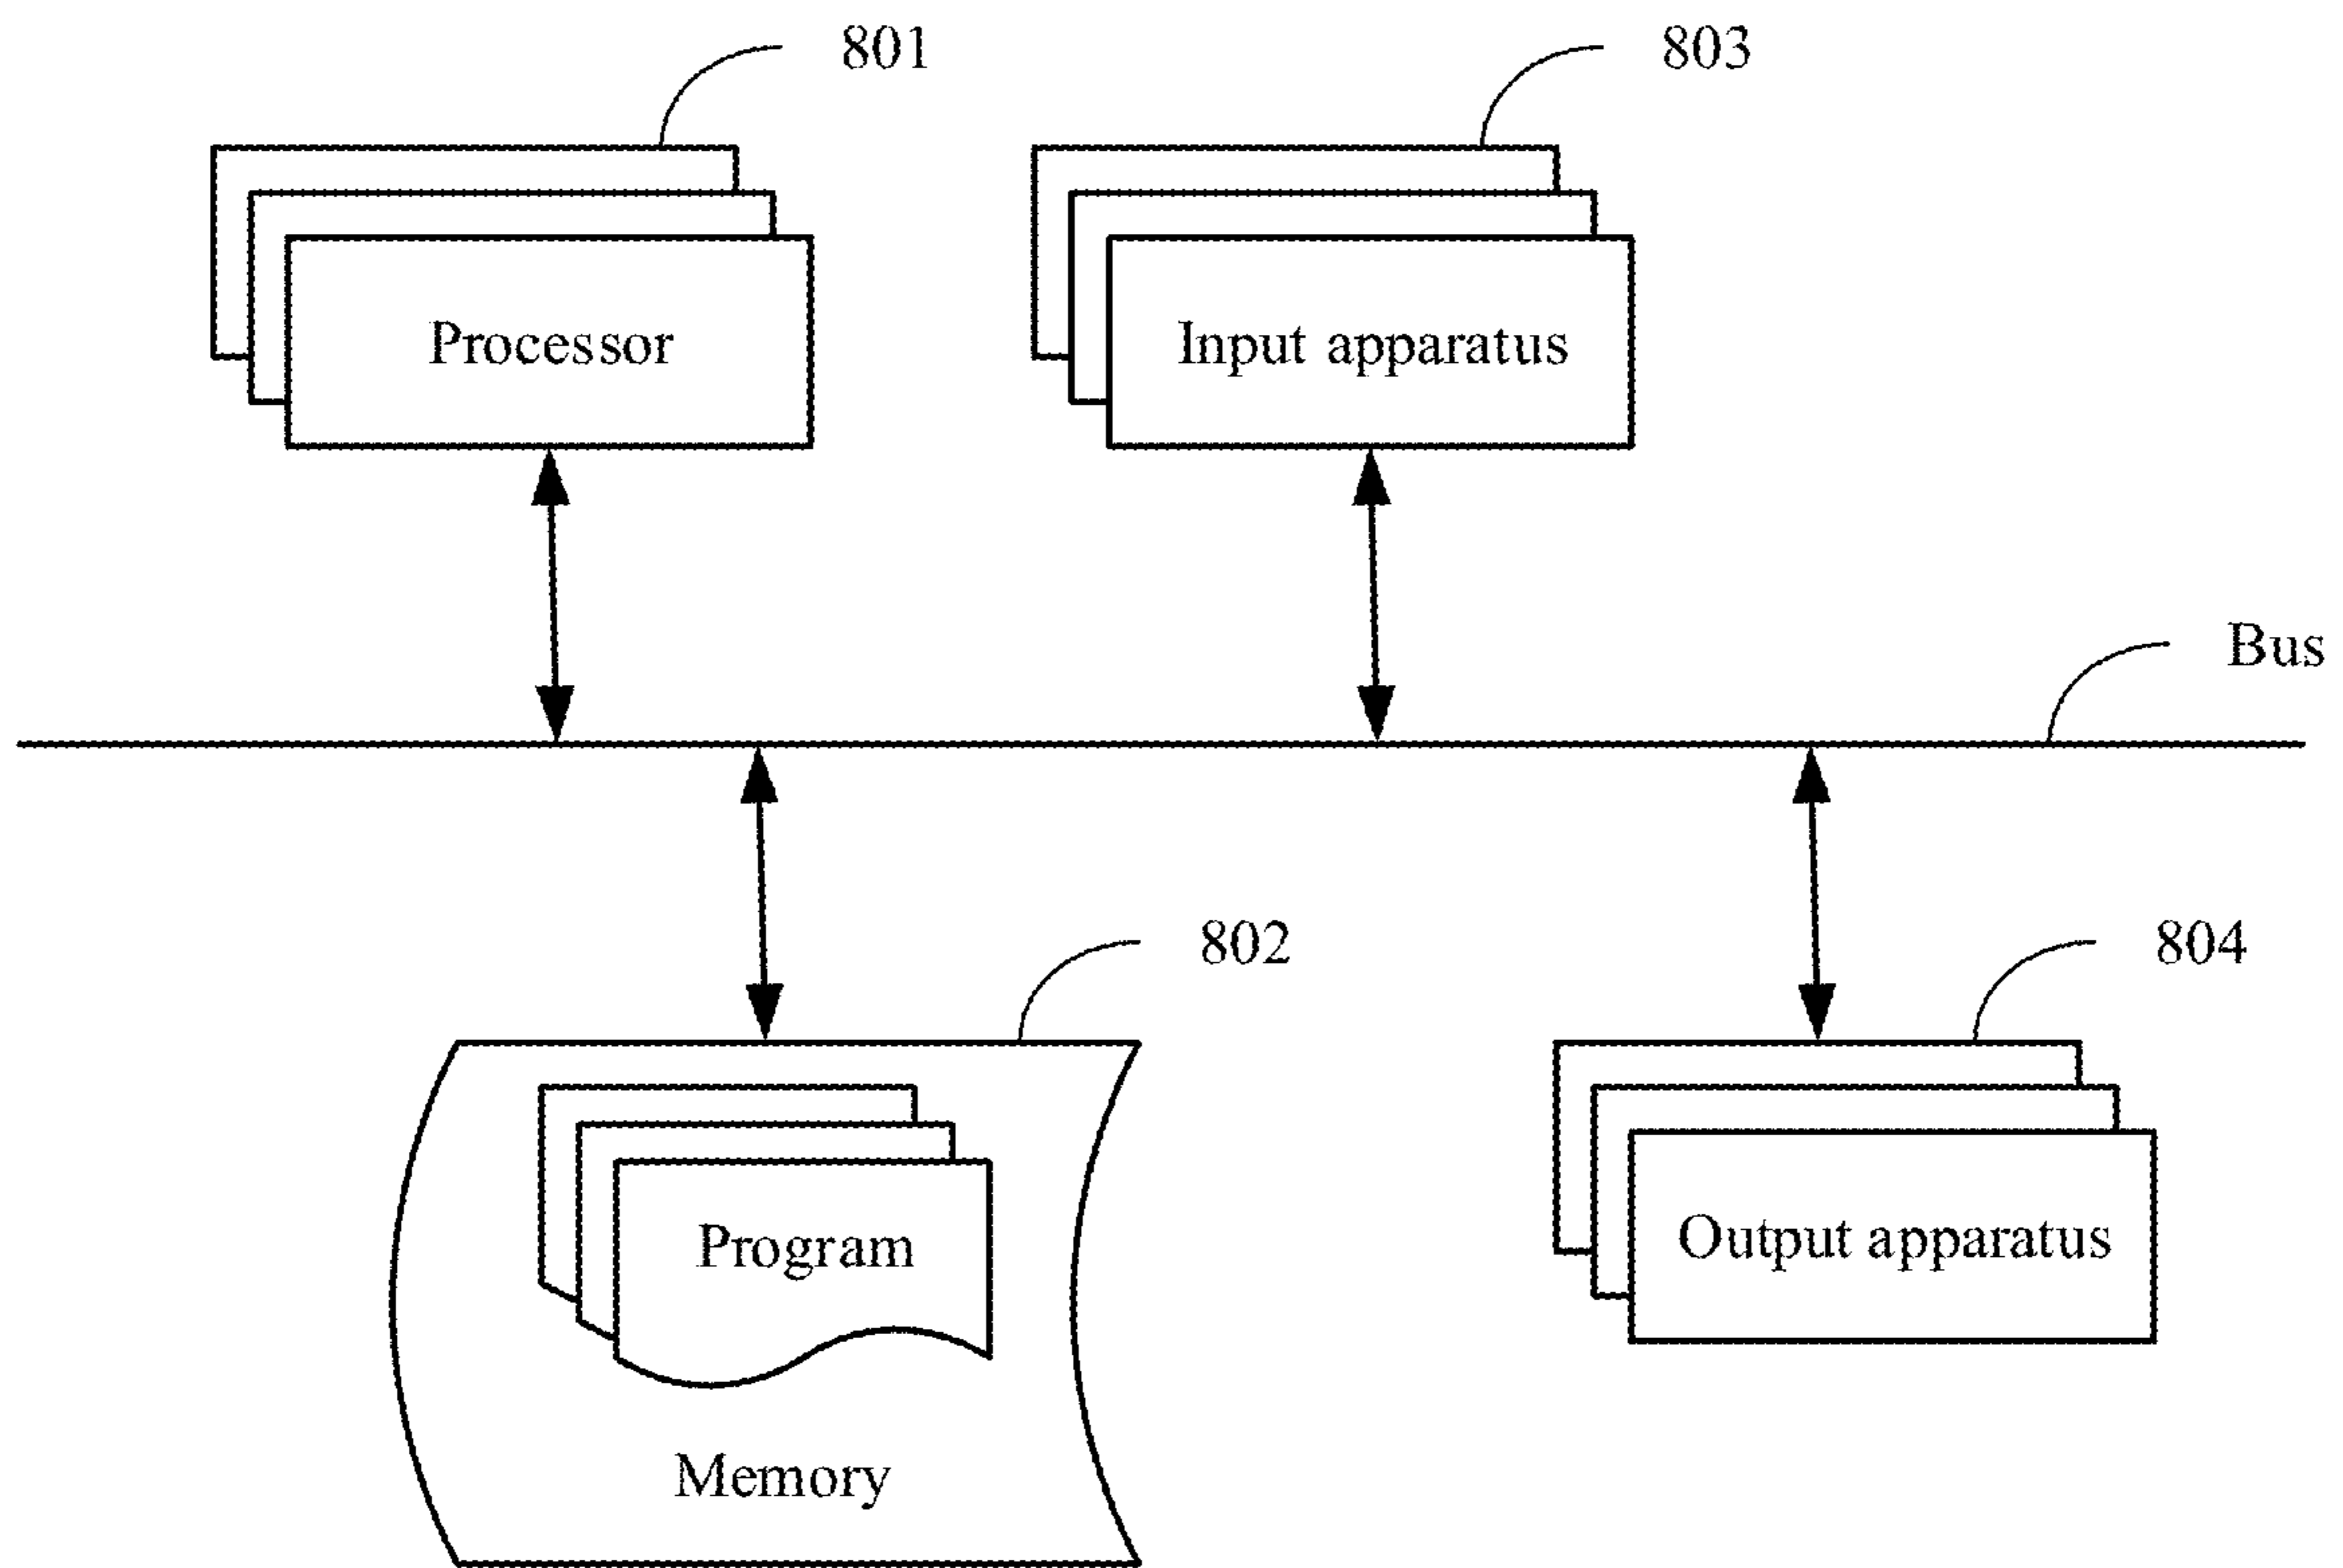 801
803
Processor
Input apparatus
Bus
802
804
Program
Output apparatus
Memory